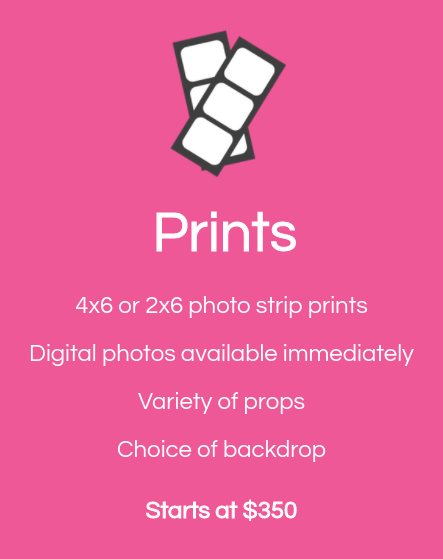 Prints
4x6 or 2x6 photo strip prints
Digital photos available immediately
Variety of props
Choice of backdrop
Starts at $350